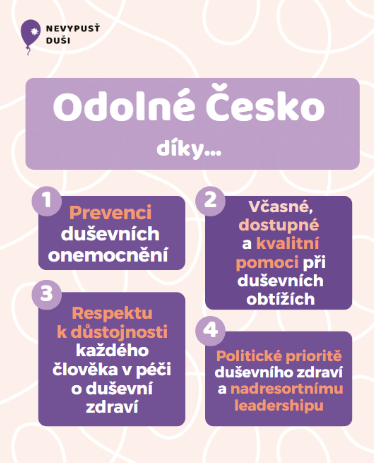 NEVYPUSŤ
DUŠI
Odolné Česko
díky...
1
Prevenci
duševních
onemocnění
2
Včasné,
dostupné
a kvalitní
pomoci při
duševních
obtížích
3
Respektu
k důstojnosti
každého
člověka v péči
o duševní
zdraví
4
Politické prioritě
duševního zdraví
a nadresortnímu
leadershipu